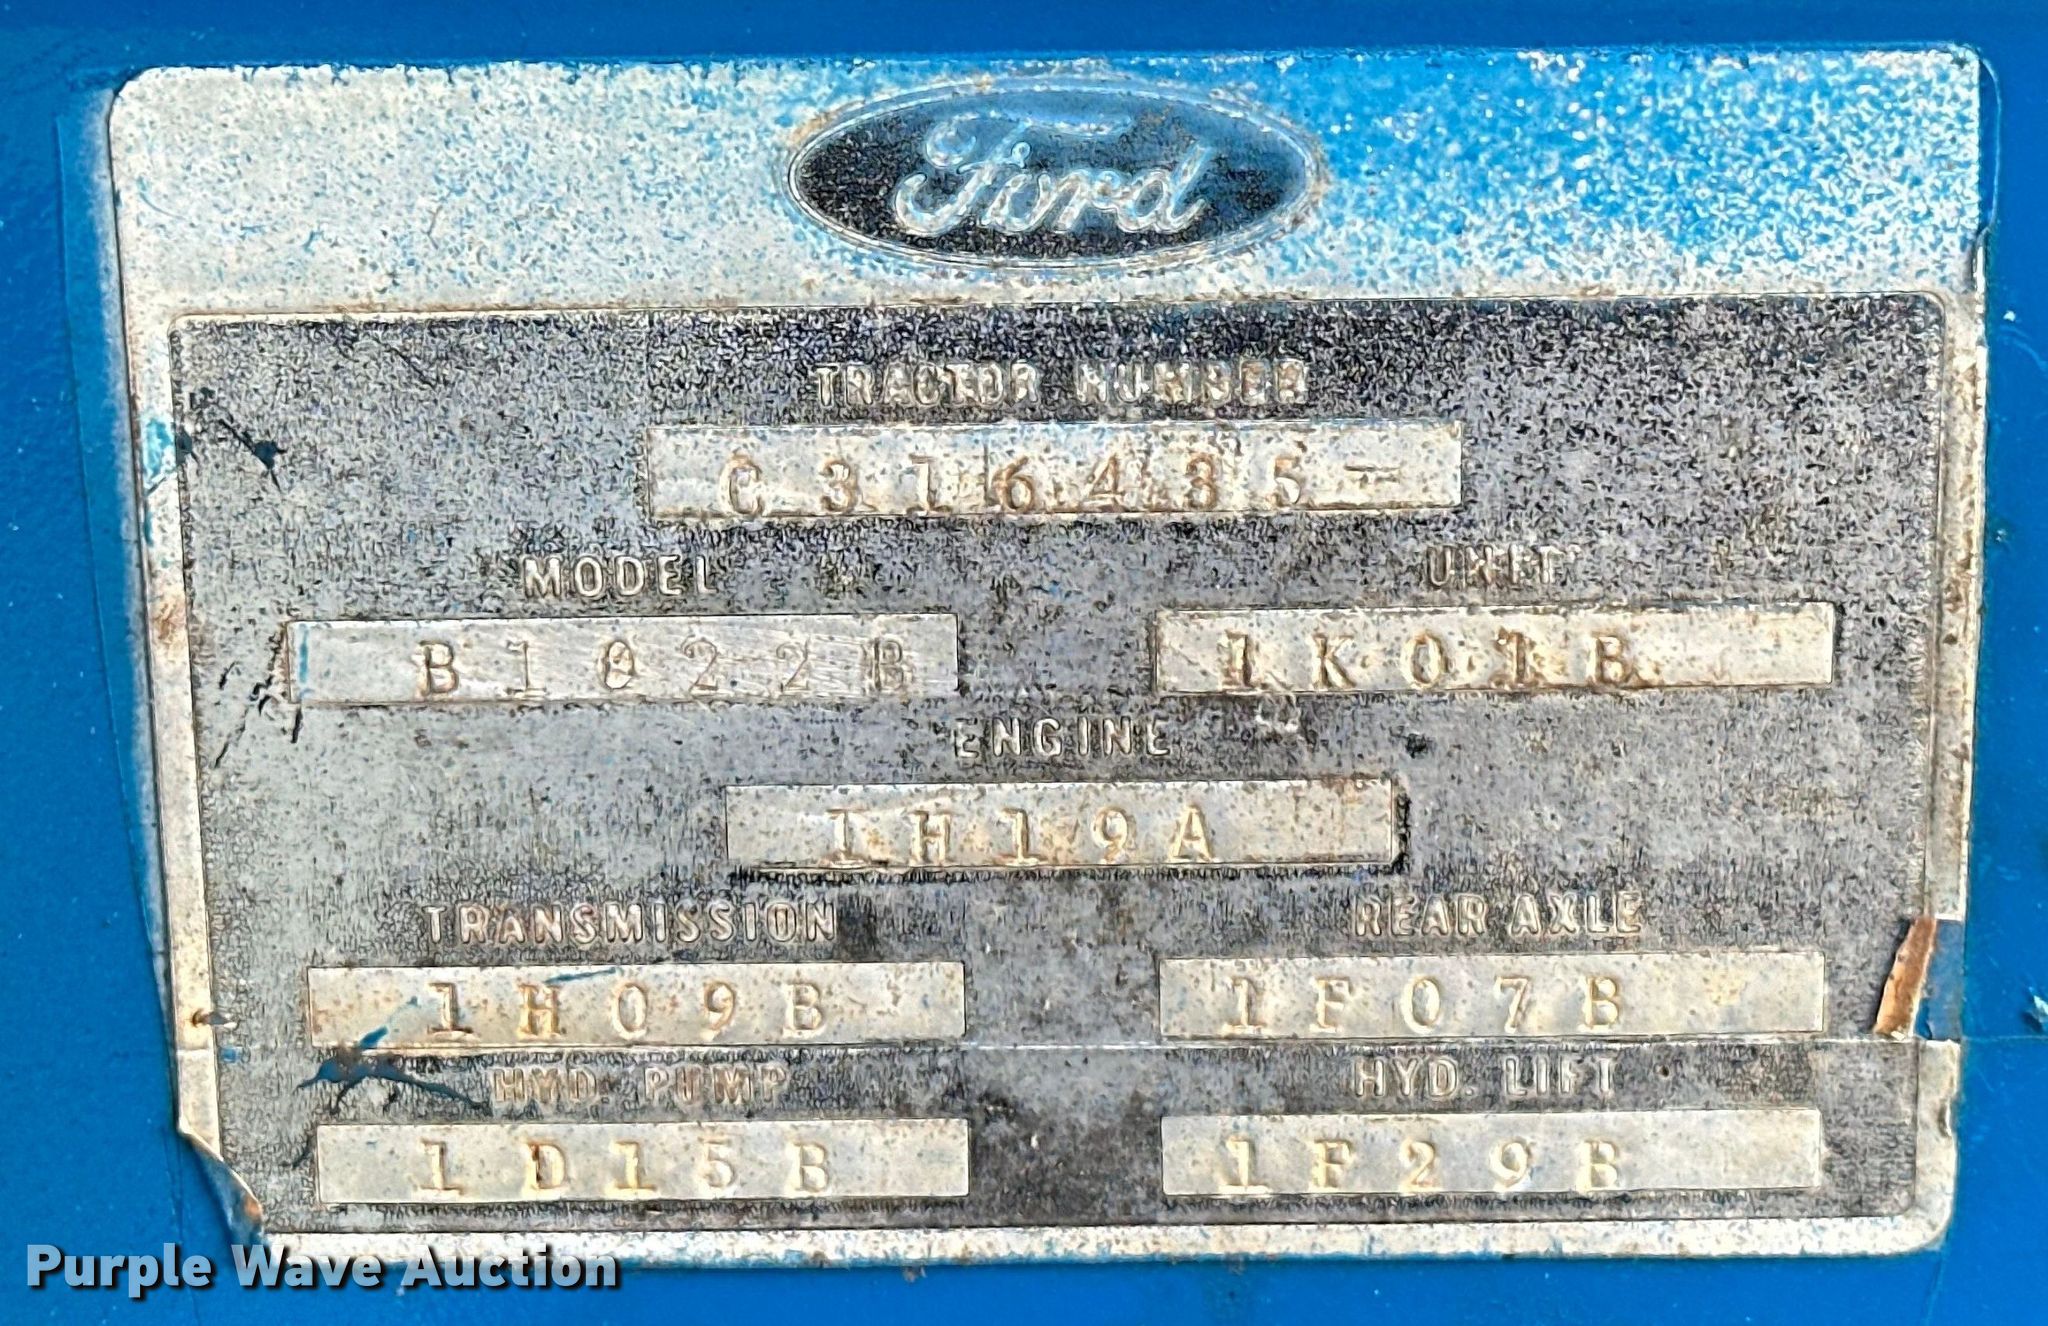 Ford
TRACTOR NUMBER
C316435
MODEL UNIT
B1022B 1K01B
ENGINE
1H19A
TRANSMISSION REAR AXLE
1H09B 1F07B
HYD. PUMP HYD. LIFT
1D15B 1F29B
Purple Wave Auction